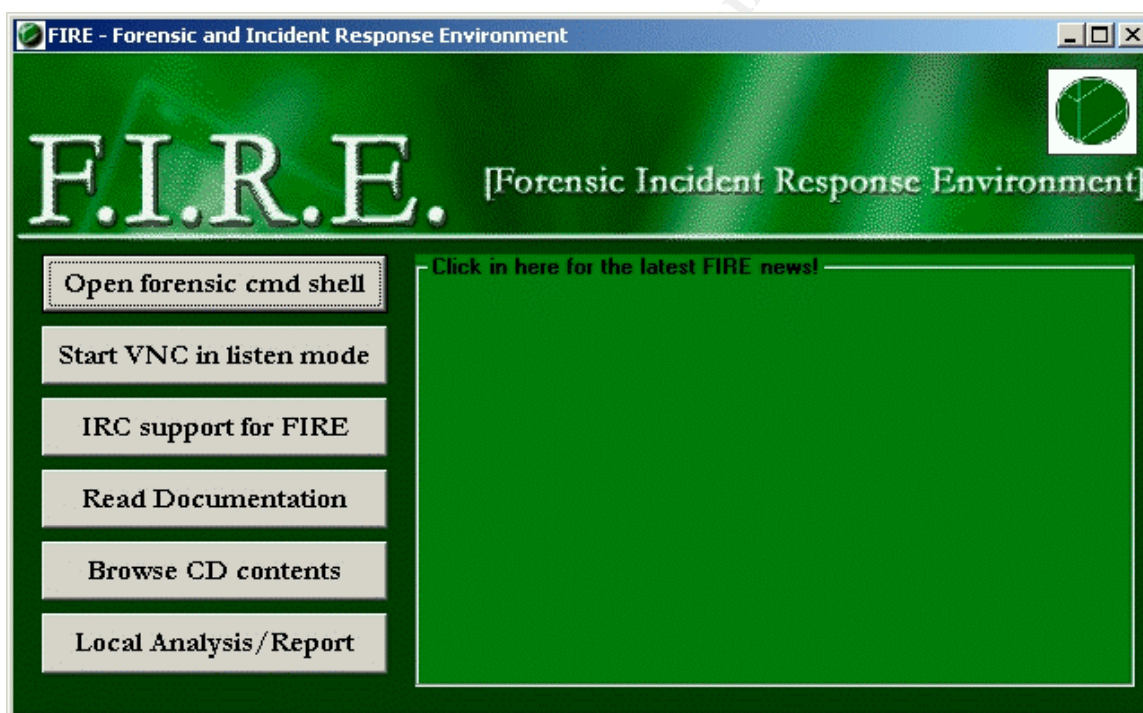 FIRE - Forensic and Incident Response Environment
F.I.R.E.
[Forensic Incident Response Environment]
Open forensic cmd shell
Click in here for the latest FIRE news!
Start VNC in listen mode
IRC support for FIRE
Read Documentation
Browse CD contents
Local Analysis/Report